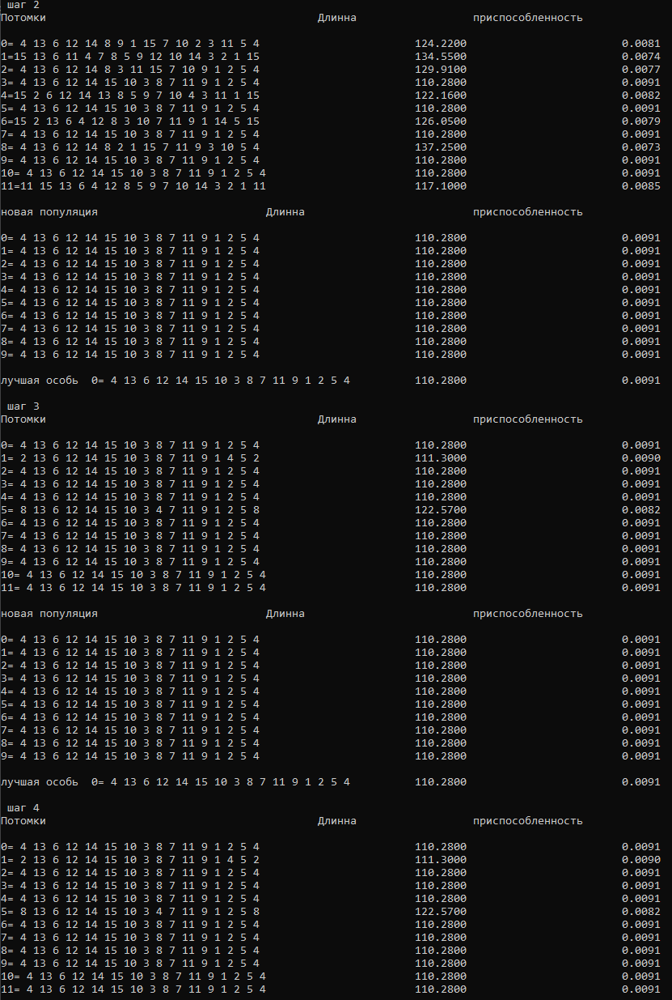 шаг 2
Потомки Длинна приспособленность
0= 4 13 6 12 14 8 9 1 15 7 10 2 3 11 5 4 124.2200 0.0081
1=15 13 6 11 4 7 8 5 9 12 10 14 3 2 1 15 134.5500 0.0074
2= 4 13 6 12 14 8 3 11 15 7 10 9 1 2 5 4 129.9100 0.0077
3= 4 13 6 12 14 15 10 3 8 7 11 9 1 2 5 4 110.2800 0.0091
4=15 2 6 12 14 13 8 5 9 7 10 4 3 11 1 15 122.1600 0.0082
5= 4 13 6 12 14 15 10 3 8 7 11 9 1 2 5 4 110.2800 0.0091
6=15 2 13 6 4 12 8 3 10 7 11 9 1 14 5 15 126.0500 0.0079
7= 4 13 6 12 14 15 10 3 8 7 11 9 1 2 5 4 110.2800 0.0091
8= 4 13 6 12 14 8 2 1 15 7 11 9 3 10 5 4 137.2500 0.0073
9= 4 13 6 12 14 15 10 3 8 7 11 9 1 2 5 4 110.2800 0.0091
10= 4 13 6 12 14 15 10 3 8 7 11 9 1 2 5 4 110.2800 0.0091
11=11 15 13 6 4 12 8 5 9 7 10 14 3 2 1 11 117.1000 0.0085
новая популяция Длинна приспособленность
0= 4 13 6 12 14 15 10 3 8 7 11 9 1 2 5 4 110.2800 0.0091
1= 4 13 6 12 14 15 10 3 8 7 11 9 1 2 5 4 110.2800 0.0091
2= 4 13 6 12 14 15 10 3 8 7 11 9 1 2 5 4 110.2800 0.0091
3= 4 13 6 12 14 15 10 3 8 7 11 9 1 2 5 4 110.2800 0.0091
4= 4 13 6 12 14 15 10 3 8 7 11 9 1 2 5 4 110.2800 0.0091
5= 4 13 6 12 14 15 10 3 8 7 11 9 1 2 5 4 110.2800 0.0091
6= 4 13 6 12 14 15 10 3 8 7 11 9 1 2 5 4 110.2800 0.0091
7= 4 13 6 12 14 15 10 3 8 7 11 9 1 2 5 4 110.2800 0.0091
8= 4 13 6 12 14 15 10 3 8 7 11 9 1 2 5 4 110.2800 0.0091
9= 4 13 6 12 14 15 10 3 8 7 11 9 1 2 5 4 110.2800 0.0091
лучшая особь 0= 4 13 6 12 14 15 10 3 8 7 11 9 1 2 5 4 110.2800 0.0091
шаг 3
Потомки Длинна приспособленность
0= 4 13 6 12 14 15 10 3 8 7 11 9 1 2 5 4 110.2800 0.0091
1= 2 13 6 12 14 15 10 3 8 7 11 9 1 4 5 2 111.3000 0.0090
2= 4 13 6 12 14 15 10 3 8 7 11 9 1 2 5 4 110.2800 0.0091
3= 4 13 6 12 14 15 10 3 8 7 11 9 1 2 5 4 110.2800 0.0091
4= 4 13 6 12 14 15 10 3 8 7 11 9 1 2 5 4 110.2800 0.0091
5= 8 13 6 12 14 15 10 3 4 7 11 9 1 2 5 8 122.5700 0.0082
6= 4 13 6 12 14 15 10 3 8 7 11 9 1 2 5 4 110.2800 0.0091
7= 4 13 6 12 14 15 10 3 8 7 11 9 1 2 5 4 110.2800 0.0091
8= 4 13 6 12 14 15 10 3 8 7 11 9 1 2 5 4 110.2800 0.0091
9= 4 13 6 12 14 15 10 3 8 7 11 9 1 2 5 4 110.2800 0.0091
10= 4 13 6 12 14 15 10 3 8 7 11 9 1 2 5 4 110.2800 0.0091
11= 4 13 6 12 14 15 10 3 8 7 11 9 1 2 5 4 110.2800 0.0091
новая популяция Длинна приспособленность
0= 4 13 6 12 14 15 10 3 8 7 11 9 1 2 5 4 110.2800 0.0091
1= 4 13 6 12 14 15 10 3 8 7 11 9 1 2 5 4 110.2800 0.0091
2= 4 13 6 12 14 15 10 3 8 7 11 9 1 2 5 4 110.2800 0.0091
3= 4 13 6 12 14 15 10 3 8 7 11 9 1 2 5 4 110.2800 0.0091
4= 4 13 6 12 14 15 10 3 8 7 11 9 1 2 5 4 110.2800 0.0091
5= 4 13 6 12 14 15 10 3 8 7 11 9 1 2 5 4 110.2800 0.0091
6= 4 13 6 12 14 15 10 3 8 7 11 9 1 2 5 4 110.2800 0.0091
7= 4 13 6 12 14 15 10 3 8 7 11 9 1 2 5 4 110.2800 0.0091
8= 4 13 6 12 14 15 10 3 8 7 11 9 1 2 5 4 110.2800 0.0091
9= 4 13 6 12 14 15 10 3 8 7 11 9 1 2 5 4 110.2800 0.0091
лучшая особь 0= 4 13 6 12 14 15 10 3 8 7 11 9 1 2 5 4 110.2800 0.0091
шаг 4
Потомки Длинна приспособленность
0= 4 13 6 12 14 15 10 3 8 7 11 9 1 2 5 4 110.2800 0.0091
1= 2 13 6 12 14 15 10 3 8 7 11 9 1 4 5 2 111.3000 0.0090
2= 4 13 6 12 14 15 10 3 8 7 11 9 1 2 5 4 110.2800 0.0091
3= 4 13 6 12 14 15 10 3 8 7 11 9 1 2 5 4 110.2800 0.0091
4= 4 13 6 12 14 15 10 3 8 7 11 9 1 2 5 4 110.2800 0.0091
5= 8 13 6 12 14 15 10 3 4 7 11 9 1 2 5 8 122.5700 0.0082
6= 4 13 6 12 14 15 10 3 8 7 11 9 1 2 5 4 110.2800 0.0091
7= 4 13 6 12 14 15 10 3 8 7 11 9 1 2 5 4 110.2800 0.0091
8= 4 13 6 12 14 15 10 3 8 7 11 9 1 2 5 4 110.2800 0.0091
9= 4 13 6 12 14 15 10 3 8 7 11 9 1 2 5 4 110.2800 0.0091
10= 4 13 6 12 14 15 10 3 8 7 11 9 1 2 5 4 110.2800 0.0091
11= 4 13 6 12 14 15 10 3 8 7 11 9 1 2 5 4 110.2800 0.0091